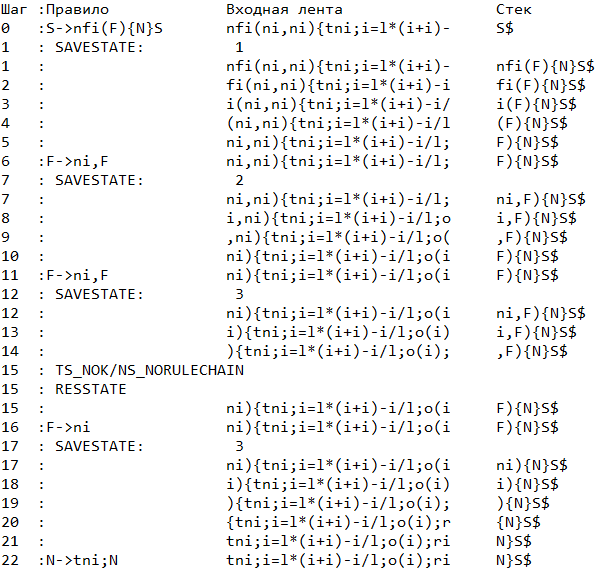 Шаг :Правило Входная лента Стек
0 :S->nfi(F){N}S nfi(ni,ni){tni;i=l*(i+i)- S$
1 : SAVESTATE: 1
1 : nfi(ni,ni){tni;i=l*(i+i)- nfi(F){N}S$
2 : fi(ni,ni){tni;i=l*(i+i)-i fi(F){N}S$
3 : i(ni,ni){tni;i=l*(i+i)-i/ i(F){N}S$
4 : (ni,ni){tni;i=l*(i+i)-i/l (F){N}S$
5 : ni,ni){tni;i=l*(i+i)-i/l; F){N}S$
6 :F->ni,F ni,ni){tni;i=l*(i+i)-i/l; F){N}S$
7 : SAVESTATE: 2
7 : ni,ni){tni;i=l*(i+i)-i/l; ni,F){N}S$
8 : i,ni){tni;i=l*(i+i)-i/l;o i,F){N}S$
9 : ,ni){tni;i=l*(i+i)-i/l;o( ,F){N}S$
10 : ni){tni;i=l*(i+i)-i/l;o(i F){N}S$
11 :F->ni,F ni){tni;i=l*(i+i)-i/l;o(i F){N}S$
12 : SAVESTATE: 3
12 : ni){tni;i=l*(i+i)-i/l;o(i ni,F){N}S$
13 : i){tni;i=l*(i+i)-i/l;o(i) i,F){N}S$
14 : ){tni;i=l*(i+i)-i/l;o(i); ,F){N}S$
15 : TS_NOK/NS_NORULECHAIN
15 : RESSTATE
15 : ni){tni;i=l*(i+i)-i/l;o(i F){N}S$
16 :F->ni ni){tni;i=l*(i+i)-i/l;o(i F){N}S$
17 : SAVESTATE: 3
17 : ni){tni;i=l*(i+i)-i/l;o(i ni){N}S$
18 : i){tni;i=l*(i+i)-i/l;o(i) i){N}S$
19 : ){tni;i=l*(i+i)-i/l;o(i); ){N}S$
20 : {tni;i=l*(i+i)-i/l;o(i);r {N}S$
21 : tni;i=l*(i+i)-i/l;o(i);ri N}S$
22 :N->tni;N tni;i=l*(i+i)-i/l;o(i);ri N}S$